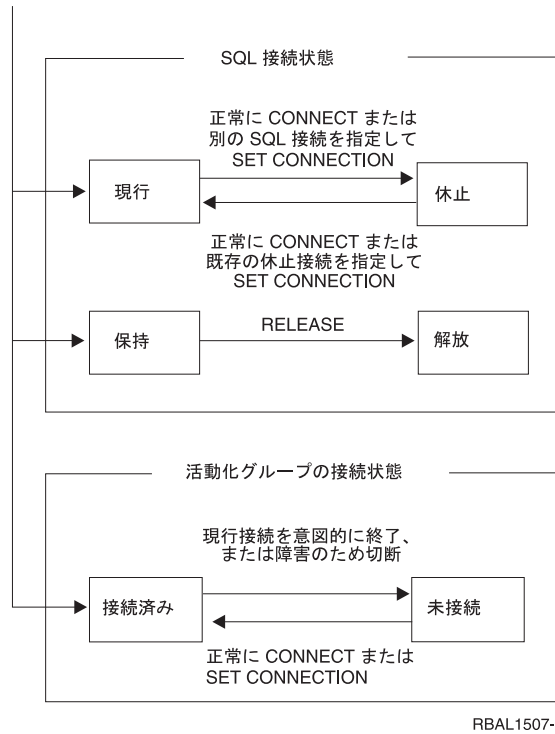 SQL 接続状態
正常に CONNECT または
別の SQL 接続を指定して
SET CONNECTION
現行
休止
正常に CONNECT または
既存の休止接続を指定して
SET CONNECTION
保持
RELEASE
解放
活動化グループの接続状態
現行接続を意図的に終了、
または障害のため切断
接続済み
未接続
正常に CONNECT または
SET CONNECTION
RBAL1507-